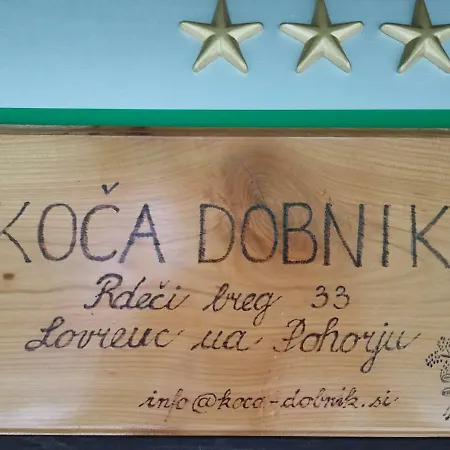 KOČA DOBNIK
Rdeči breg 33
Lovrenc na Pohorju
info@koca-dobnik.si